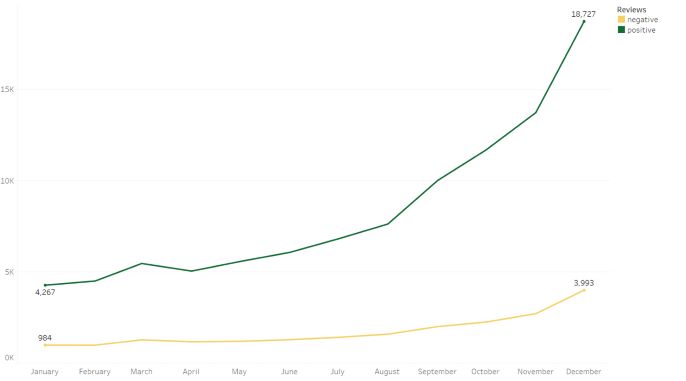 18,727
Reviews
negative
positive
15K
10K
5K
4,267
3,993
984
0K
January February March April May June July August September October November December